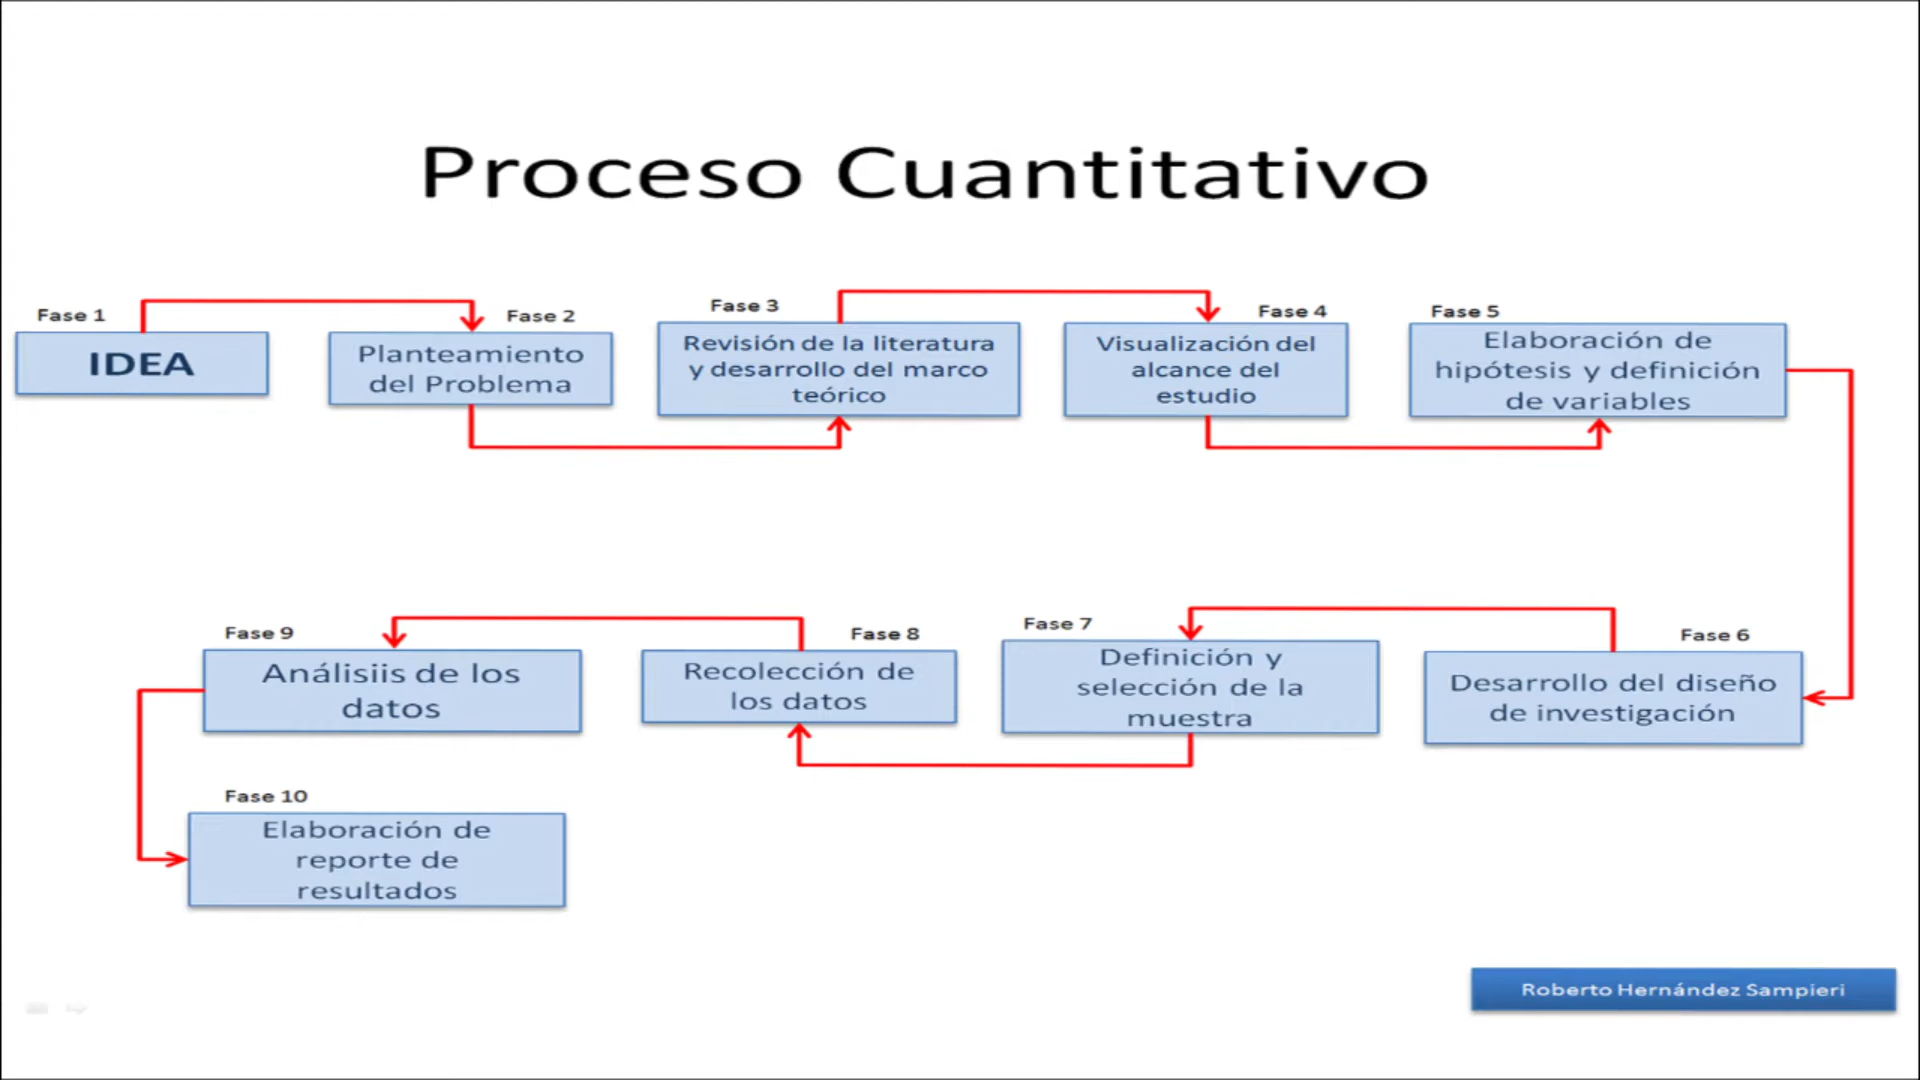 Proceso Cuantitativo
Fase 1
IDEA
Fase 2
Planteamiento
del Problema
Fase 3
Revisión de la literatura
y desarrollo del marco
teórico
Fase 4
Visualización del
alcance del
estudio
Fase 5
Elaboración de
hipótesis y definición
de variables
Fase 6
Desarrollo del diseño
de investigación
Fase 7
Definición y
selección de la
muestra
Fase 8
Recolección de
los datos
Fase 9
Análisiis de los
datos
Fase 10
Elaboración de
reporte de
resultados
Roberto Hernández Sampieri